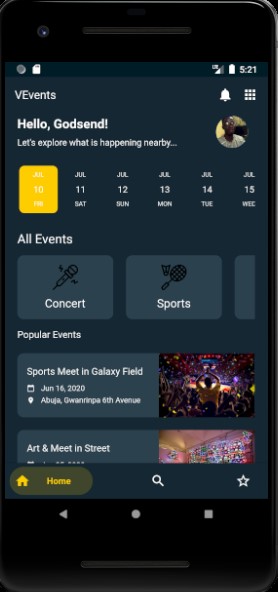 5:21
VEvents
Hello, Godsend!
Let's explore what is happening nearby...
JUL JUL JUL JUL JUL JUL
10 11 12 13 14 15
FRI SAT SUN MON TUE WED
All Events
Concert Sports
Popular Events
Sports Meet in Galaxy Field
Jun 16, 2020
Abuja, Gwanrinpa 6th Avenue
Art & Meet in Street
Home